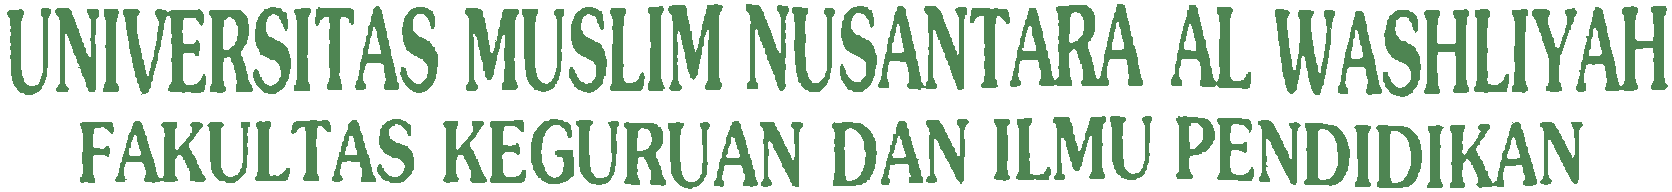 UNIVERSITAS MUSLIM NUSANTARA AL WASHLIYAH
FAKULTAS KEGURUAN DAN ILMU PENDIDIKAN